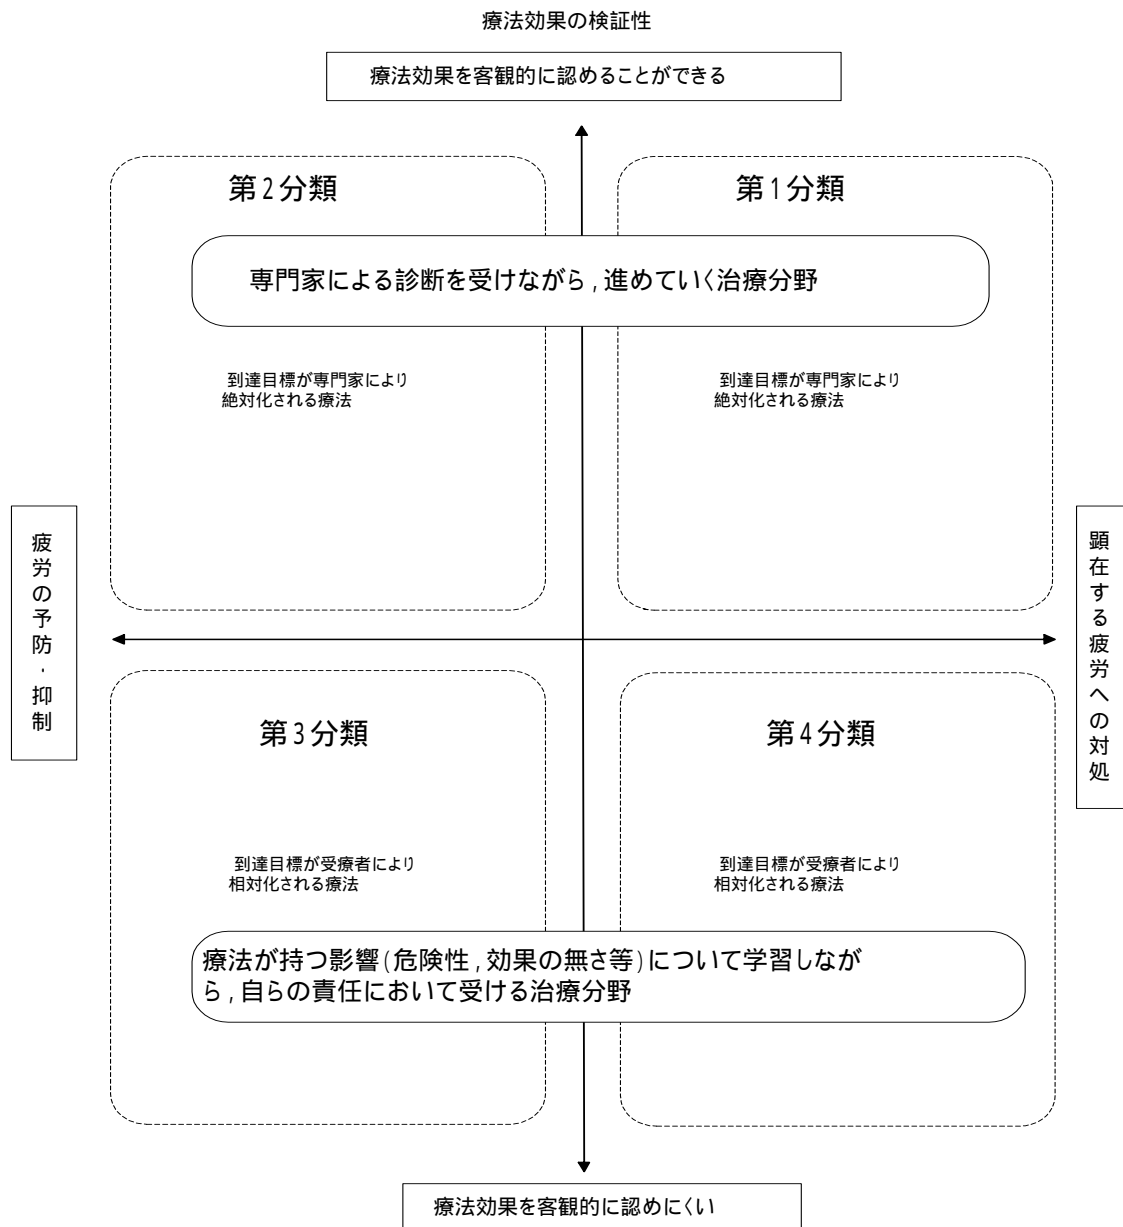 療法効果の検証性
療法効果を客観的に認めることができる
第2分類
第1分類
専門家による診断を受けながら,進めていく治療分野
到達目標が専門家により
絶対化される療法
到達目標が専門家により
絶対化される療法
疲労の予防・抑制
顕在する疲労への対処
第3分類
第4分類
到達目標が受療者により
相対化される療法
到達目標が受療者により
相対化される療法
療法が持つ影響(危険性,効果の無さ等)について学習しなが
ら,自らの責任において受ける治療分野
療法効果を客観的に認めにくい